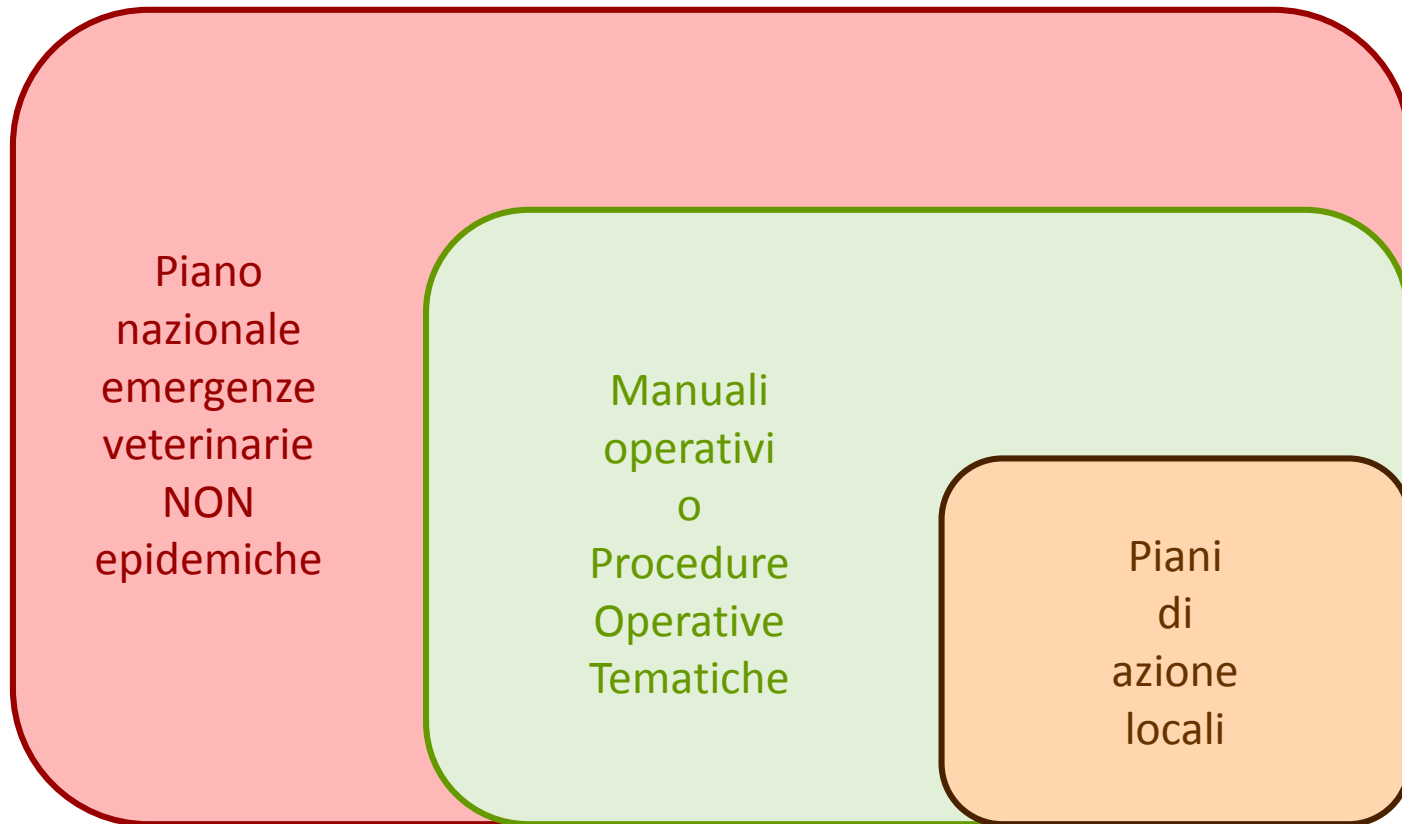 Piano
nazionale
emergenze
veterinarie
NON
epidemiche
Manuali
operativi
o
Procedure
Operative
Tematiche
Piani
di
azione
locali